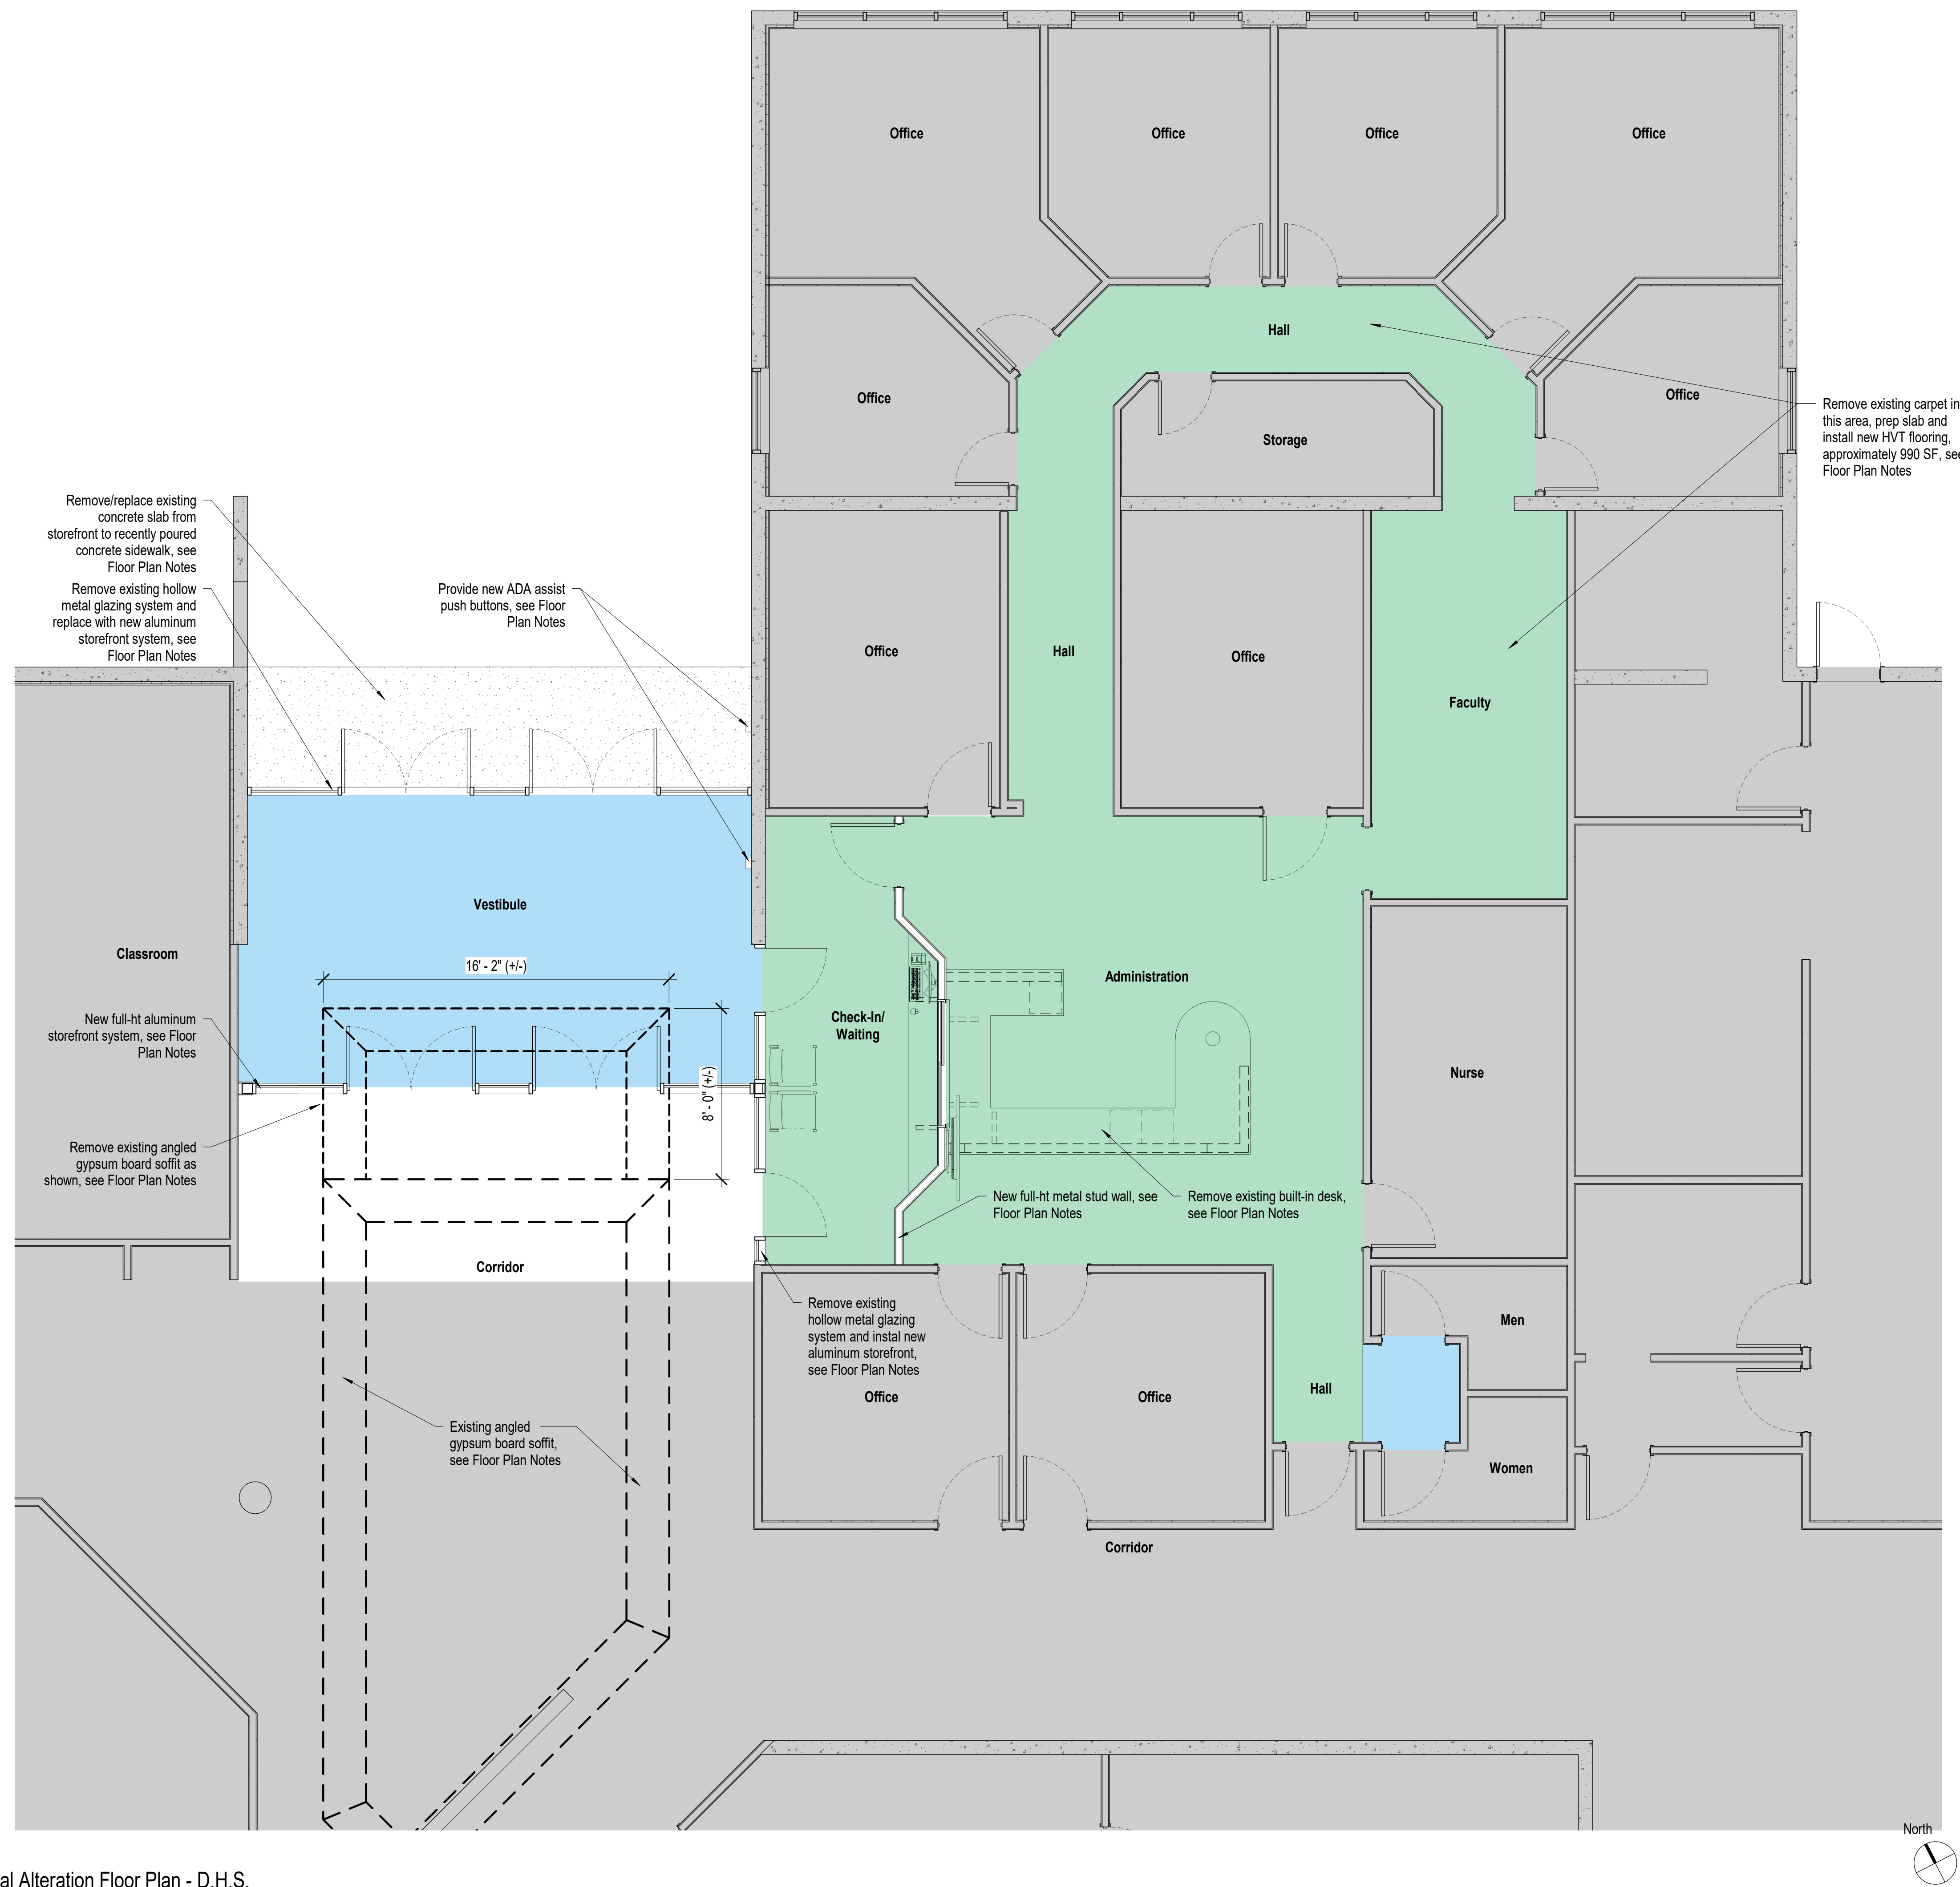 Office
Office
Office
Office
Hall
Office
Office
Storage
Remove existing carpet in
this area, prep slab and
install new HVT flooring,
approximately 990 SF, see
Floor Plan Notes
Remove/replace existing
concrete slab from
storefront to recently poured
concrete sidewalk, see
Floor Plan Notes
Remove existing hollow
metal glazing system and
replace with new aluminum
storefront system, see
Floor Plan Notes
Provide new ADA assist
push buttons, see Floor
Plan Notes
Office
Hall
Office
Faculty
Vestibule
Classroom
16' - 2" (+/-)
Administration
New full-ht aluminum
storefront system, see Floor
Plan Notes
Check-In/
Waiting
8' - 0" (+/-)
Nurse
Remove existing angled
gypsum board soffit as
shown, see Floor Plan Notes
New full-ht metal stud wall, see
Floor Plan Notes
Remove existing built-in desk,
see Floor Plan Notes
Corridor
Remove existing
hollow metal glazing
system and instal new
aluminum storefront,
see Floor Plan Notes
Men
Office
Office
Hall
Existing angled
gypsum board soffit,
see Floor Plan Notes
Women
Corridor
North
al Alteration Floor Plan - D.H.S.